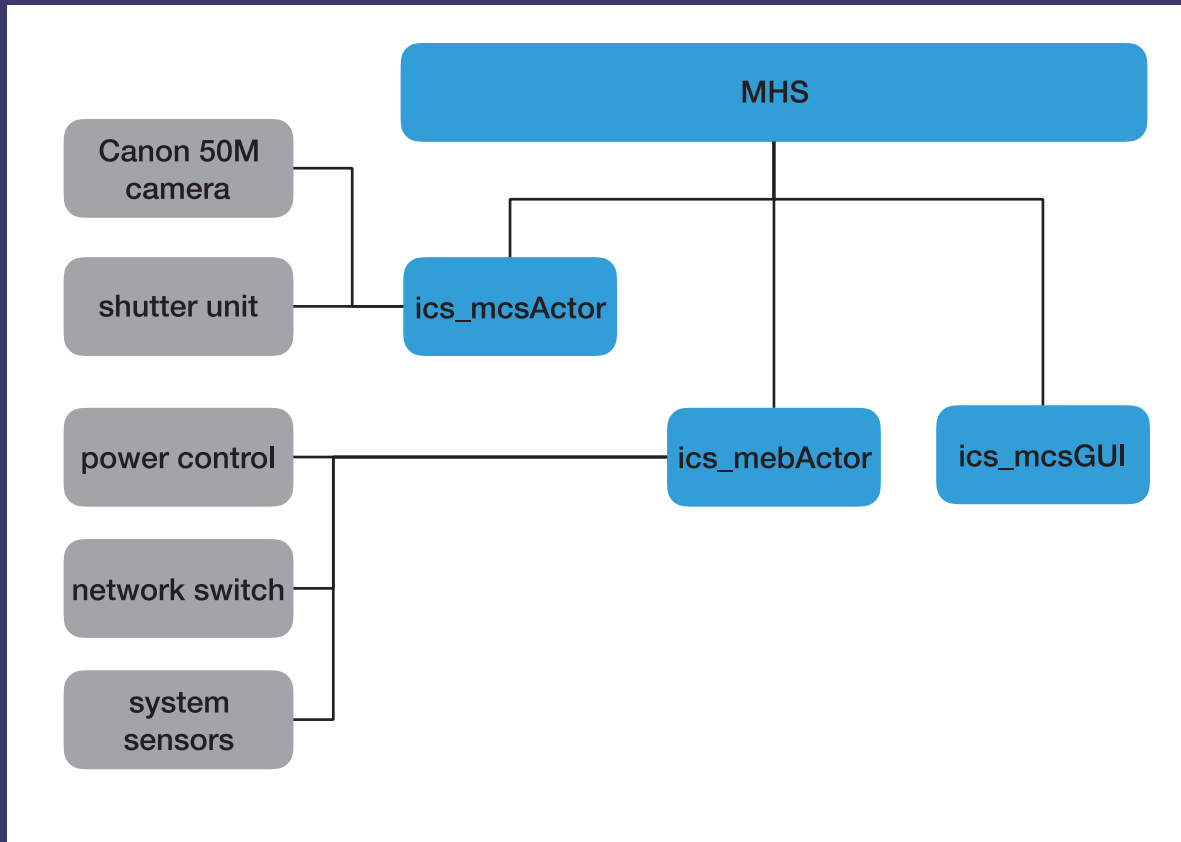 MHS
Canon 50M
camera
shutter unit
ics_mcsActor
power control
ics_mebActor
ics_mcsGUI
network switch
system
sensors